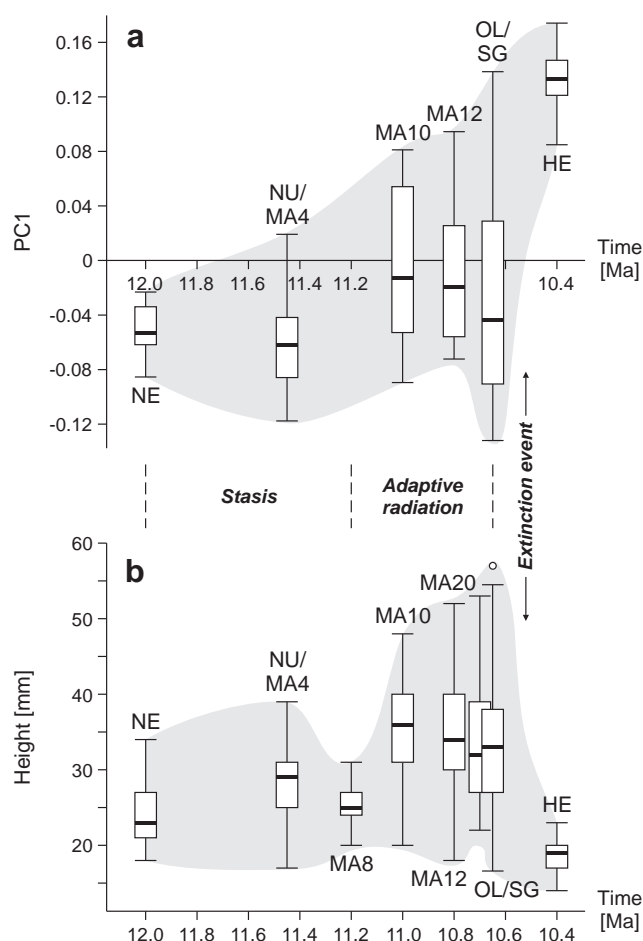 a
OL/
SG
0.16
0.12
MA12
MA10
0.08
HE
NU/
MA4
0.04
PC1
0
Time
[Ma]
12.0 11.8 11.6 11.4 11.2 10.4
-0.04
-0.08
NE
-0.12
Stasis
Adaptive
radiation
Extinction event
b
60
MA20
50
MA10
NU/
MA4
40
NE
Height [mm]
30
HE
20
MA8
MA12
OL/SG
Time
[Ma]
12.0 11.8 11.6 11.4 11.2 11.0 10.8 10.6 10.4